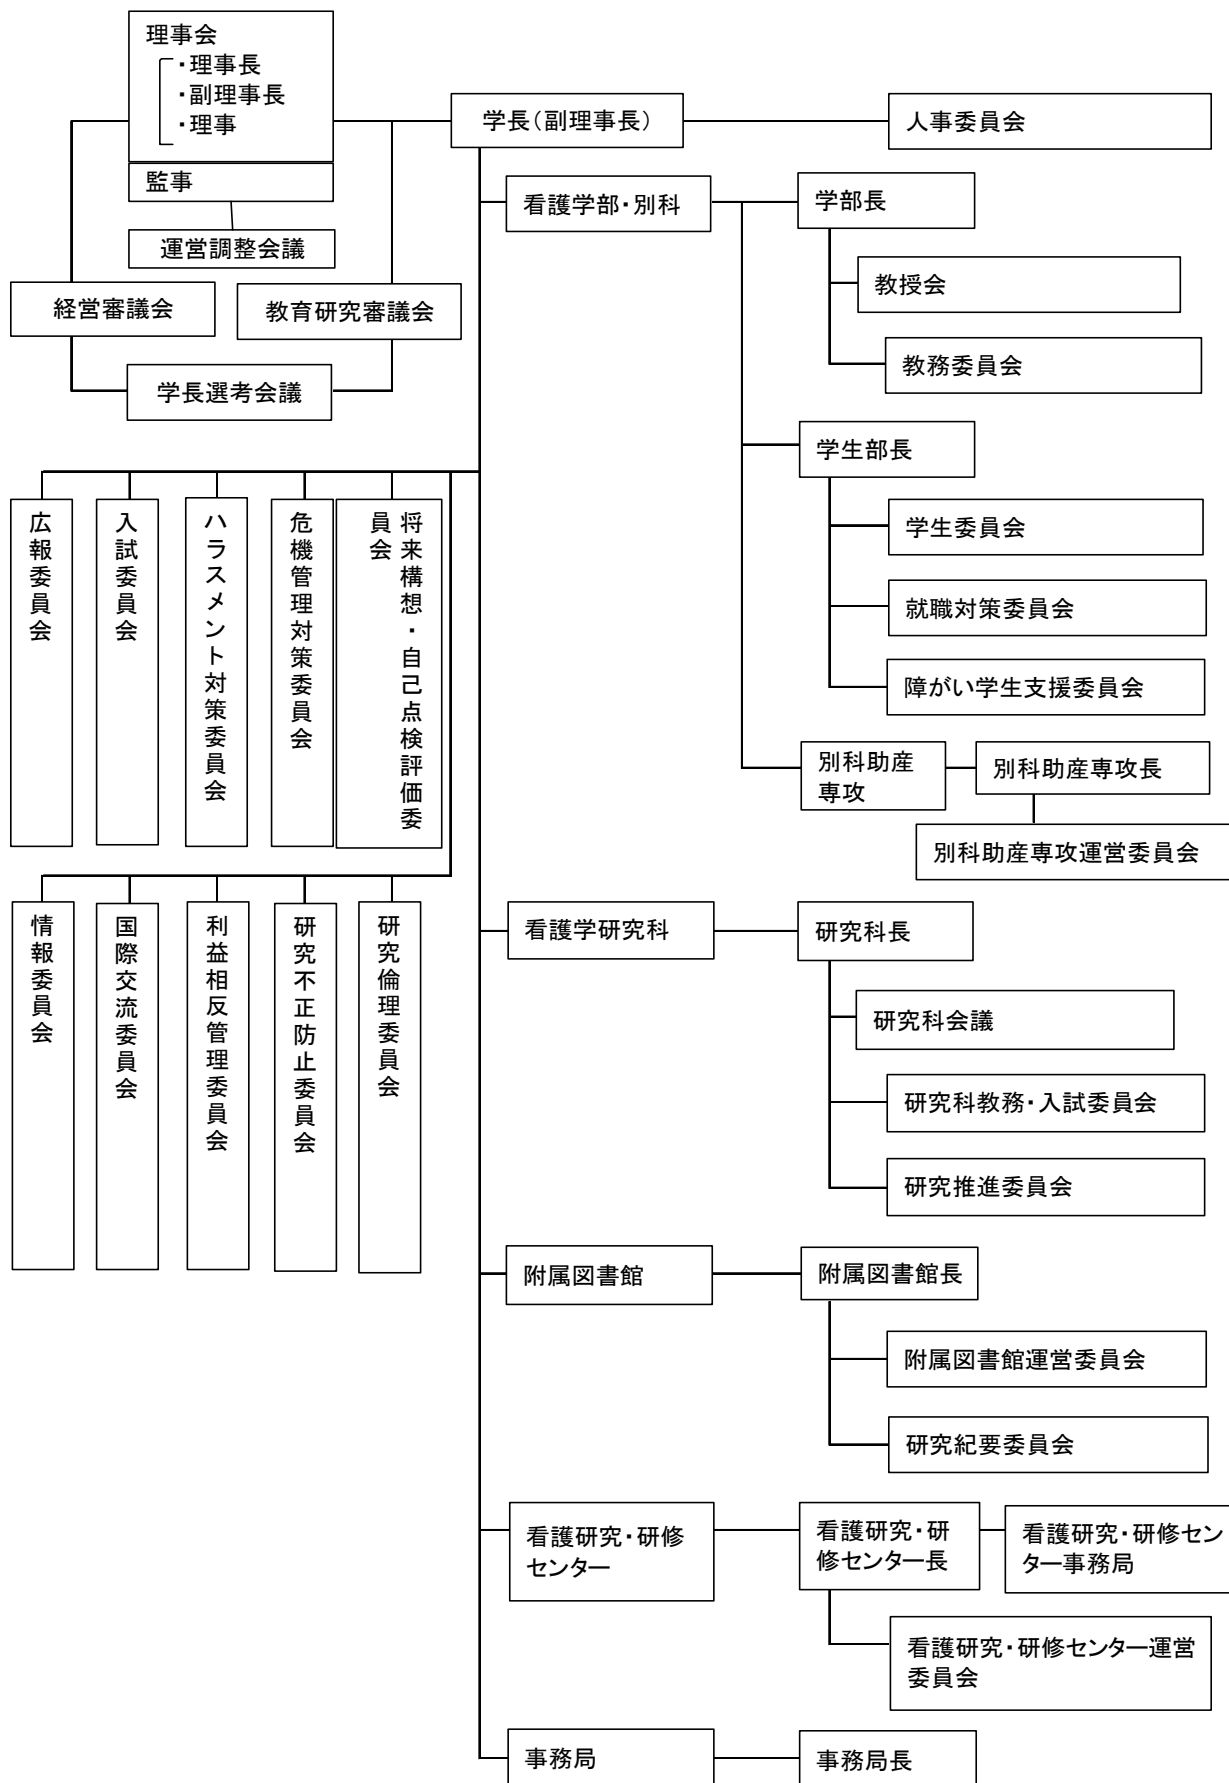 理事会
・理事長
・副理事長
・理事
監事
運営調整会議
経営審議会
教育研究審議会
学長選考会議
学長（副理事長）
人事委員会
看護学部・別科
学部長
教授会
教務委員会
学生部長
学生委員会
就職対策委員会
障がい学生支援委員会
別科助産
専攻
別科助産専攻長
別科助産専攻運営委員会
広報委員会
入試委員会
ハラスメント対策委員会
危機管理対策委員会
将来構想・自己点検評価委
員会
情報委員会
国際交流委員会
利益相反管理委員会
研究不正防止委員会
研究倫理委員会
看護学研究科
研究科長
研究科会議
研究科教務・入試委員会
研究推進委員会
附属図書館
附属図書館長
附属図書館運営委員会
研究紀要委員会
看護研究・研修
センター
看護研究・研
修センター長
看護研究・研修セン
ター事務局
看護研究・研修センター運営
委員会
事務局
事務局長